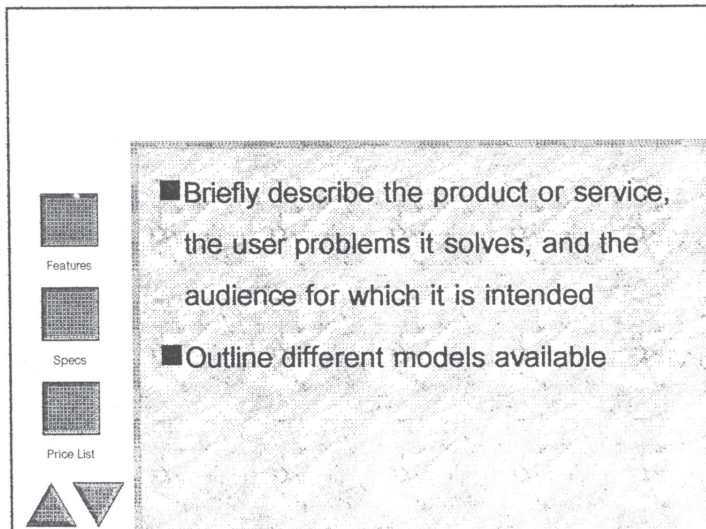 Features
Specs
Price List
Briefly describe the product or service,
the user problems it solves, and the
audience for which it is intended
Outline different models available